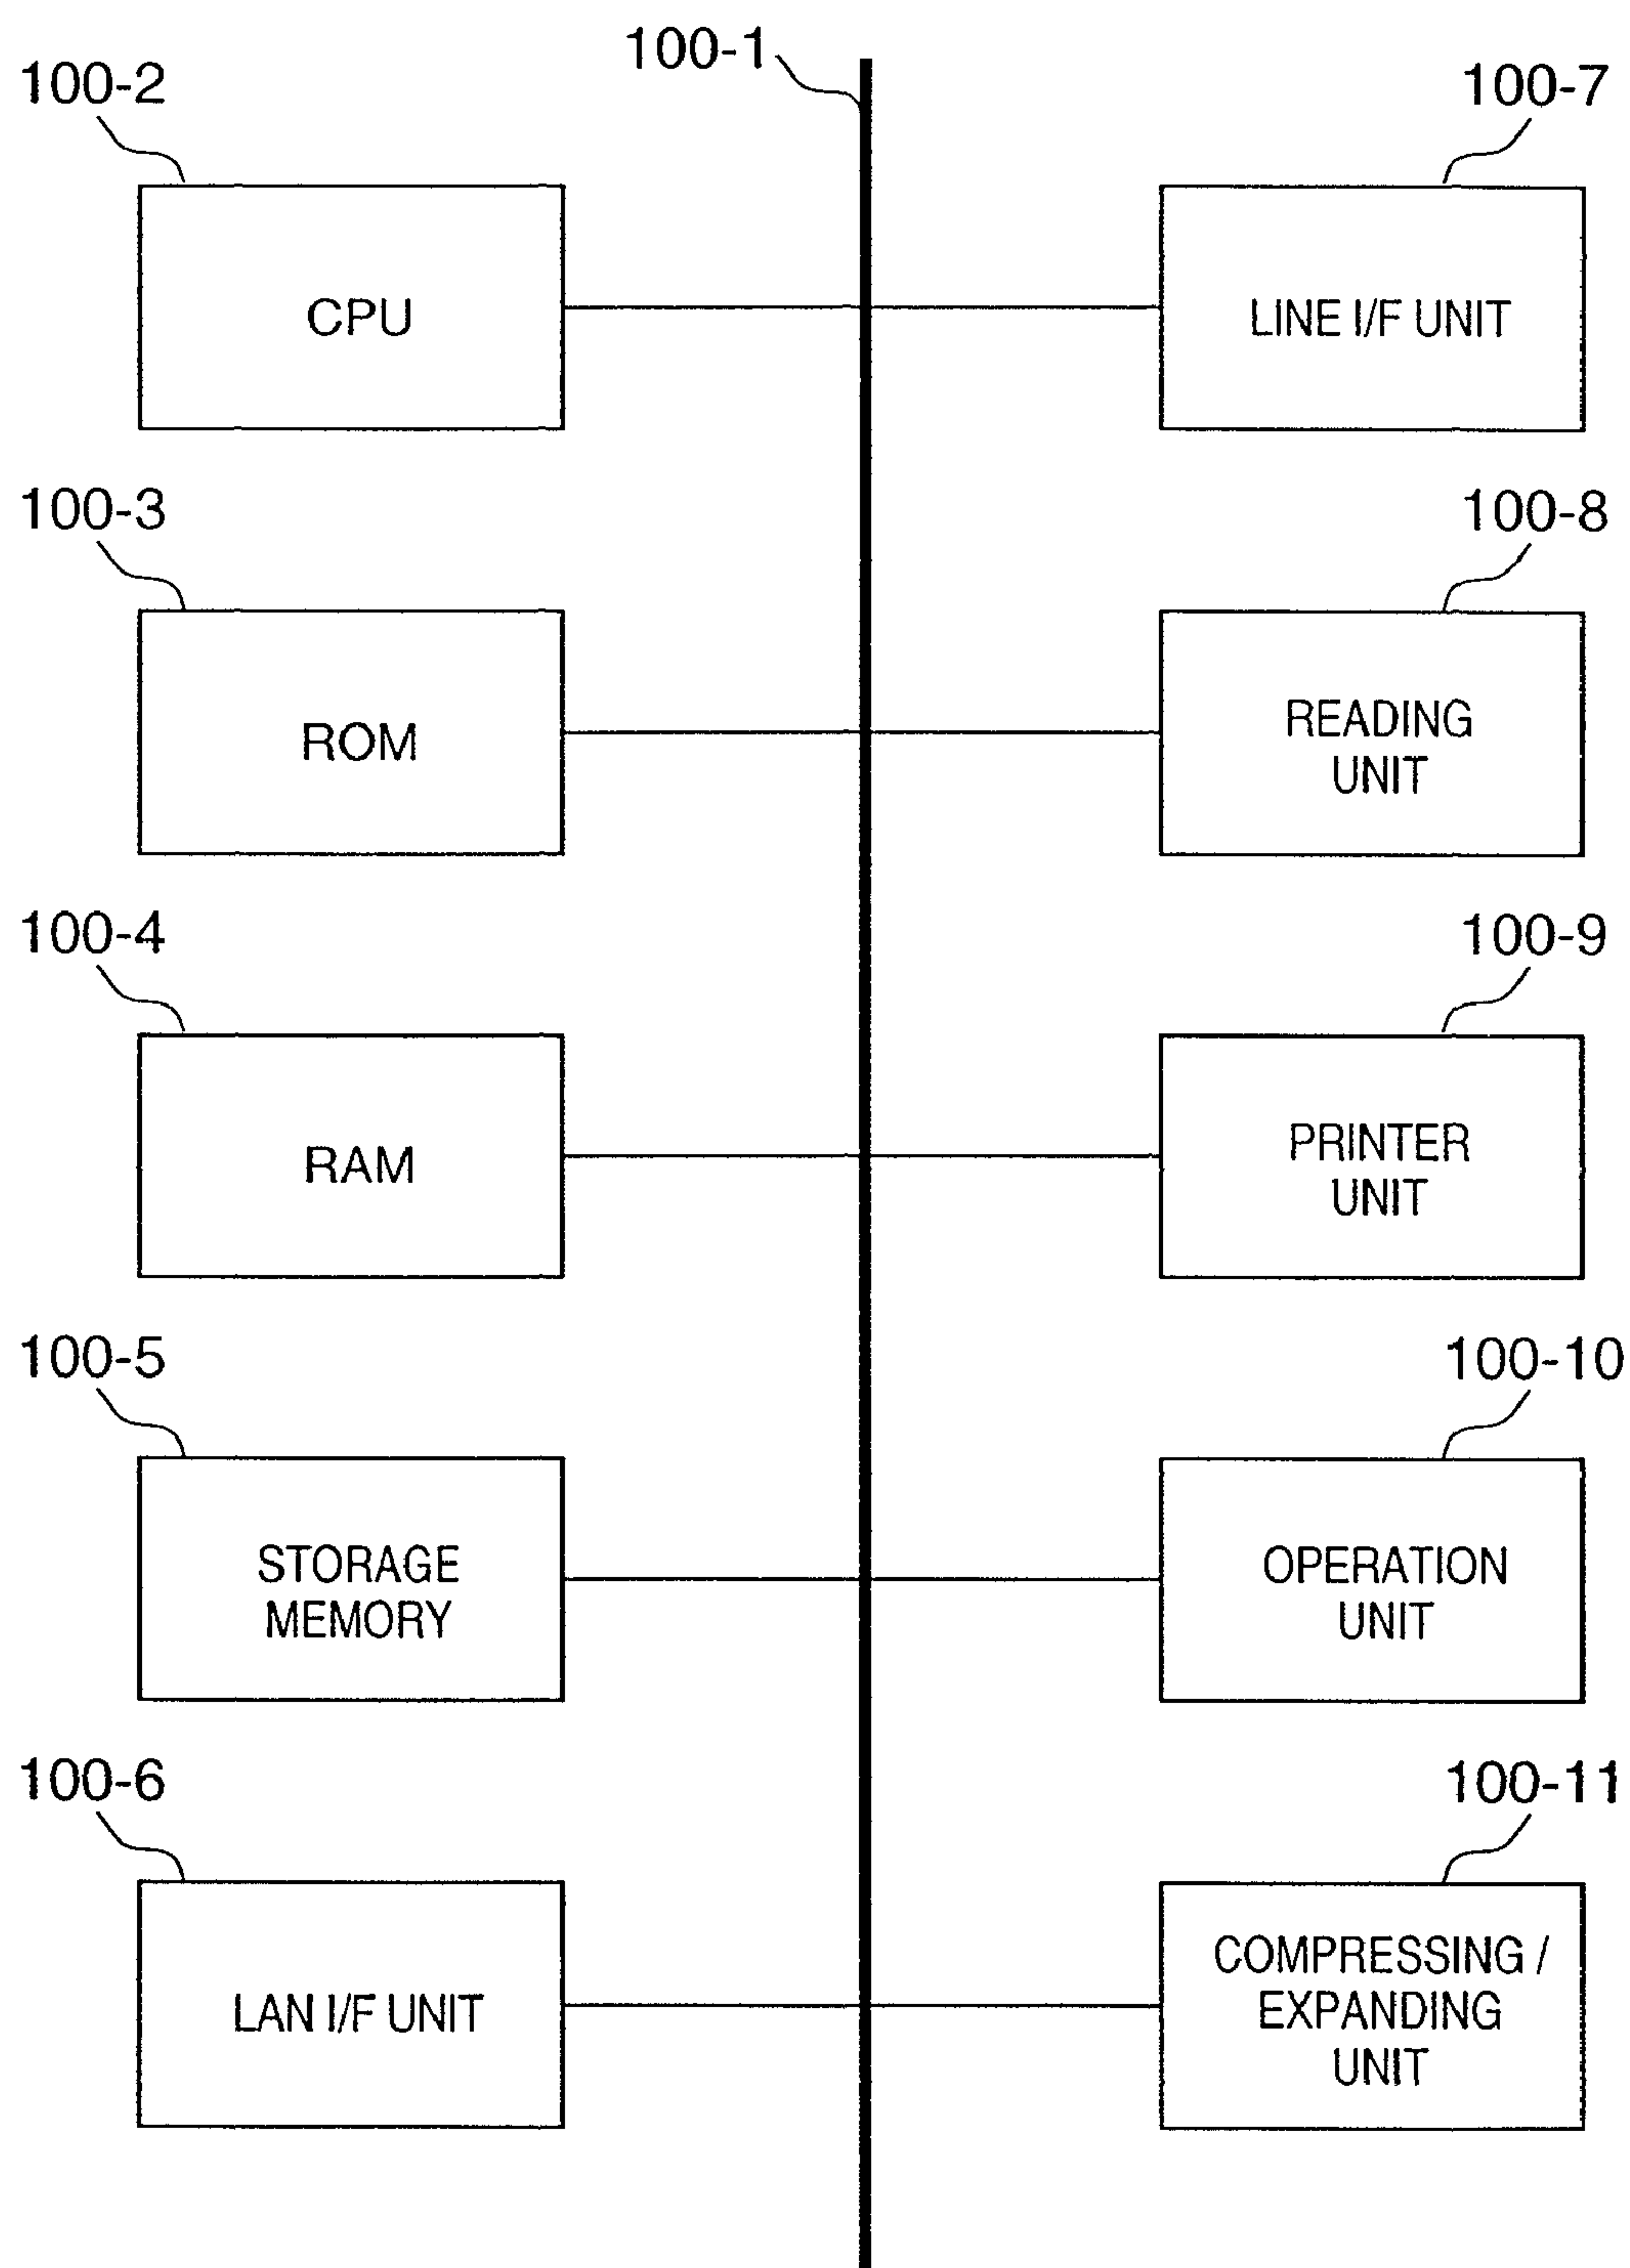 100-1
100-2
CPU
100-3
ROM
100-4
RAM
100-5
STORAGE
MEMORY
100-6
LAN I/F UNIT
100-7
LINE I/F UNIT
100-8
READING
UNIT
100-9
PRINTER
UNIT
100-10
OPERATION
UNIT
100-11
COMPRESSING /
EXPANDING
UNIT